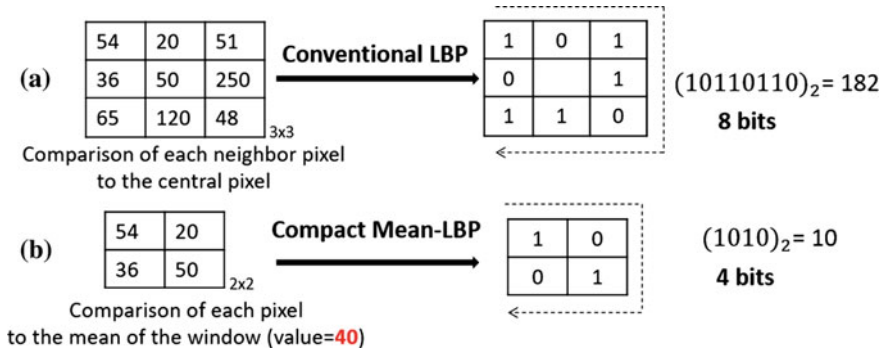 54 20 51
36 50 250
65 120 48
3x3
(a)
Conventional LBP
1 0 1
0 1
1 1 0
(10110110)₂= 182
8 bits
Comparison of each neighbor pixel
to the central pixel
(b)
54 20
36 50
2x2
Compact Mean-LBP
1 0
0 1
(1010)₂= 10
4 bits
Comparison of each pixel
to the mean of the window (value=40)